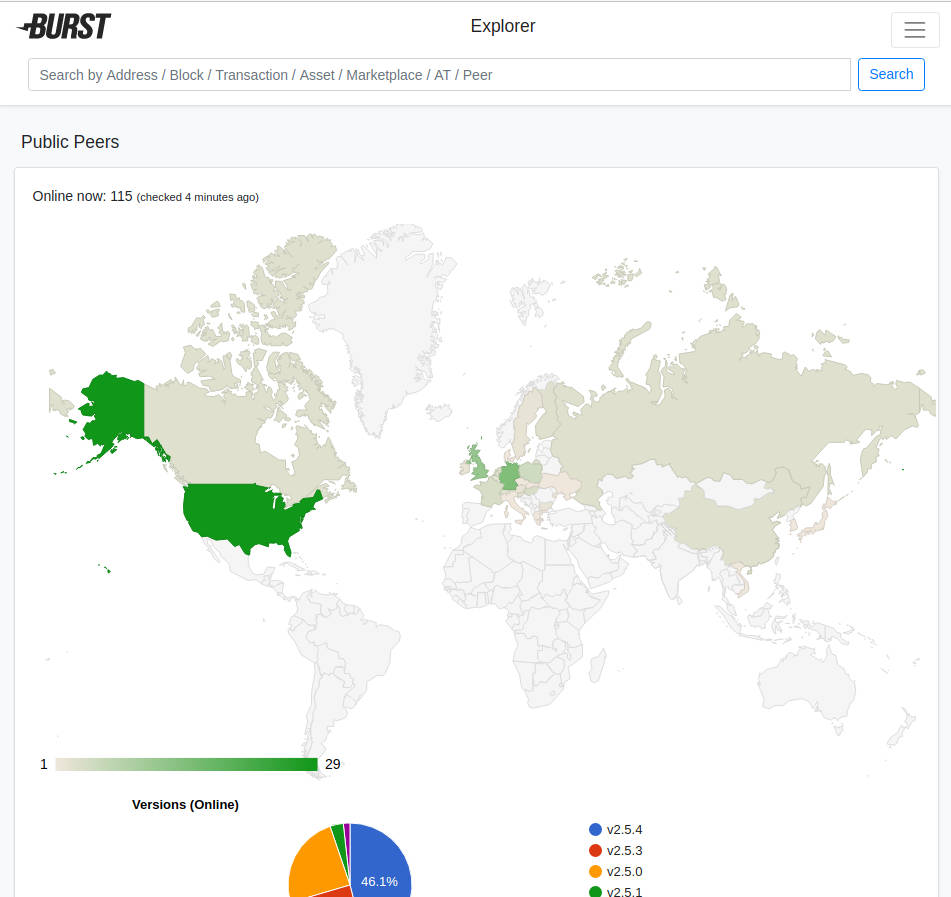 BURST
Explorer
Search by Address / Block / Transaction / Asset / Marketplace / AT / Peer
Search
Public Peers
Online now: 115 (checked 4 minutes ago)
1
29
Versions (Online)
46.1%
v2.5.4
v2.5.3
v2.5.0
v2.5.1